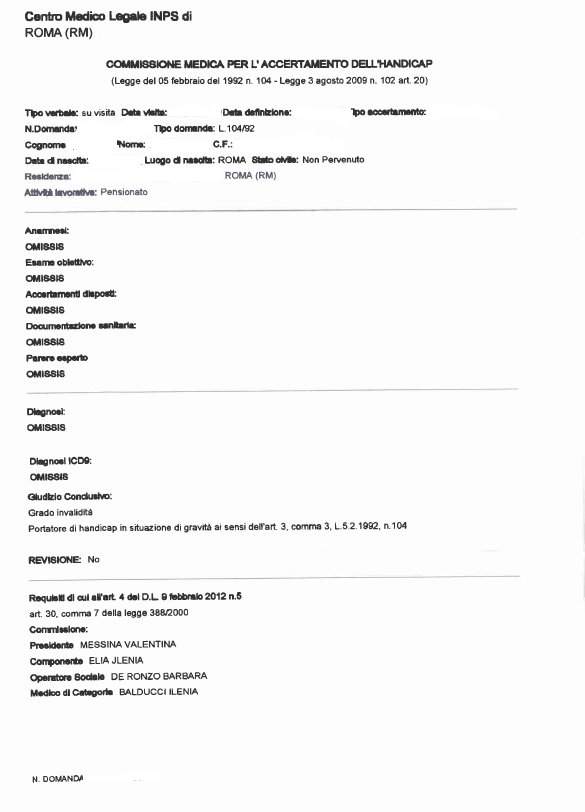 Centro Medico Legale INPS di
ROMA (RM)
COMMISSIONE MEDICA PER L' ACCERTAMENTO DELL'HANDICAP
(Legge del 05 febbraio del 1992 n. 104 - Legge 3 agosto 2009 n. 102 art. 20)
Tipo verbale: su visita Data visita: Data definizione: Tipo accertamento:
N.Domanda Tipo domanda: L.104/92
Cognome Nome: C.F.:
Data di nascita: Luogo di nascita: ROMA Stato civile: Non Pervenuto
Residenza: ROMA (RM)
Attività lavorativa: Pensionato
Anamnesi:
OMISSIS
Esame obiettivo:
OMISSIS
Accertamenti disposti:
OMISSIS
Documentazione sanitaria:
OMISSIS
Parere esperto
OMISSIS
Diagnosi:
OMISSIS
Diagnosi ICD9:
OMISSIS
Giudizio Conclusivo:
Grado invalidità
Portatore di handicap in situazione di gravità ai sensi dell'art. 3, comma 3, L.5.2.1992, n.104
REVISIONE: No
Requisiti di cui all'art. 4 del D.L. 9 febbraio 2012 n.5
art. 30, comma 7 della legge 388/2000
Commissione:
Presidente MESSINA VALENTINA
Componente ELIA JLENIA
Operatore Sociale DE RONZO BARBARA
Medico di Categoria BALDUCCI ILENIA
N. DOMANDA